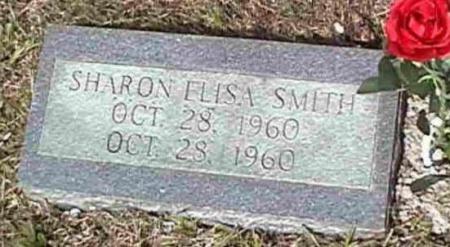 SHARON ELISA SMITH
OCT. 28, 1960
OCT. 28, 1960